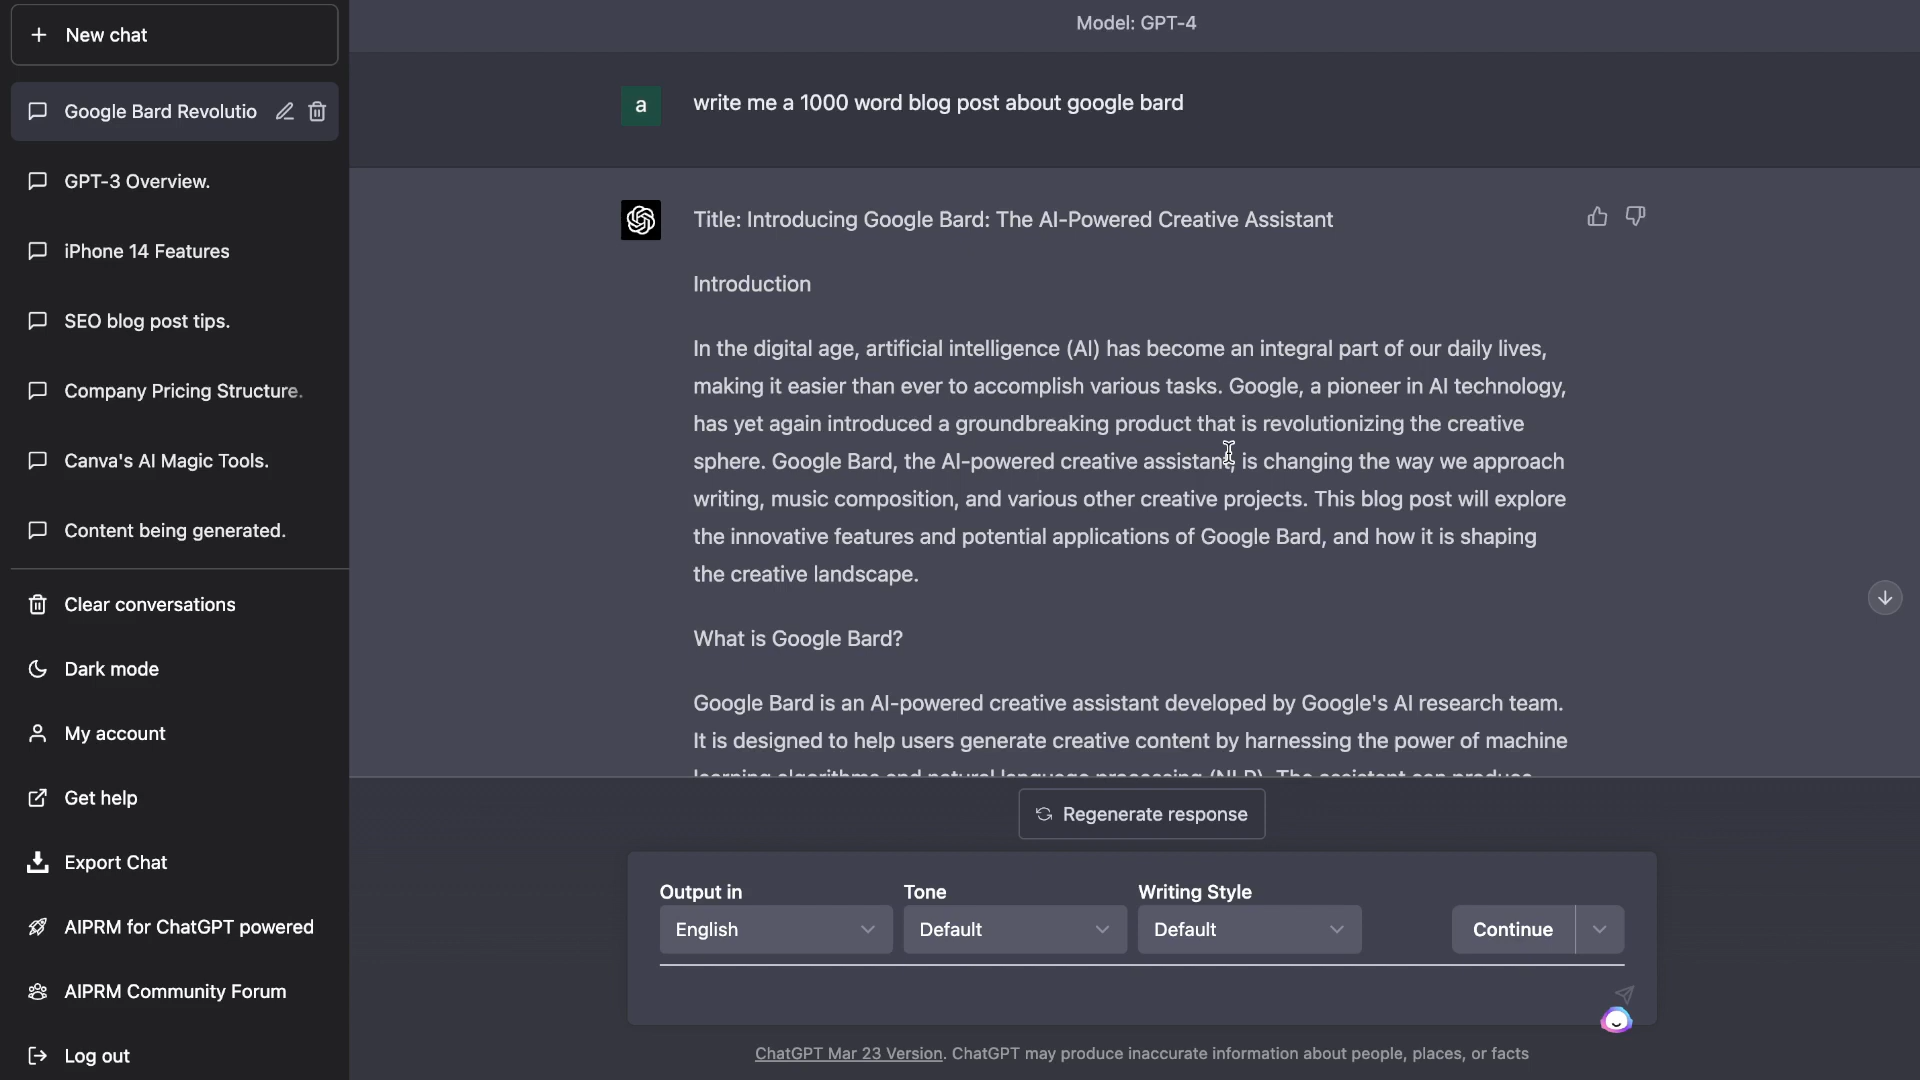 New chat
Google Bard Revolutio
GPT-3 Overview.
iPhone 14 Features
SEO blog post tips.
Company Pricing Structure.
Canva's AI Magic Tools.
Content being generated.
Clear conversations
Dark mode
My account
Get help
Export Chat
AIPRM for ChatGPT powered
AIPRM Community Forum
Log out
Model: GPT-4
a
write me a 1000 word blog post about google bard
Title: Introducing Google Bard: The AI-Powered Creative Assistant
Introduction
In the digital age, artificial intelligence (AI) has become an integral part of our daily lives,
making it easier than ever to accomplish various tasks. Google, a pioneer in AI technology,
has yet again introduced a groundbreaking product that is revolutionizing the creative
sphere. Google Bard, the AI-powered creative assistant, is changing the way we approach
writing, music composition, and various other creative projects. This blog post will explore
the innovative features and potential applications of Google Bard, and how it is shaping
the creative landscape.
What is Google Bard?
Google Bard is an AI-powered creative assistant developed by Google's AI research team.
It is designed to help users generate creative content by harnessing the power of machine
learning algorithms and natural language processing (NLP). The assistant can produce
Regenerate response
Output in
Tone
Writing Style
English
Default
Default
Continue
ChatGPT Mar 23 Version. ChatGPT may produce inaccurate information about people, places, or facts